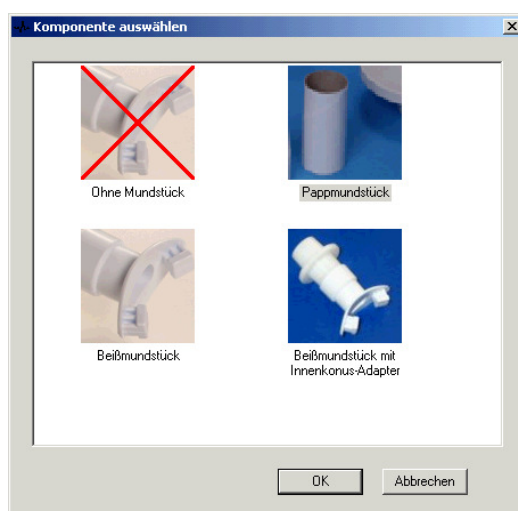 Komponente auswählen
Ohne Mundstück
Pappmundstück
Beißmundstück
Beißmundstück mit
Innenkonus-Adapter
OK
Abbrechen